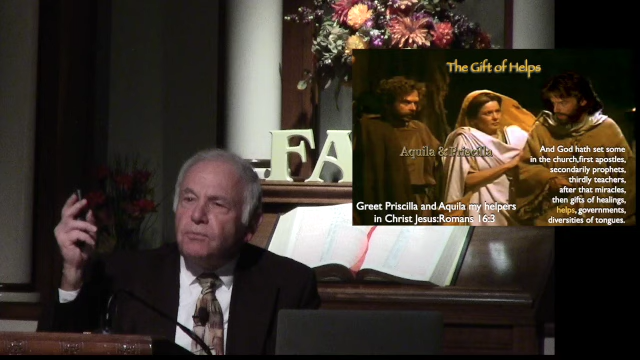 The Gift of Helps
FA
Aquila & Priscilla
And God hath set some
in the church,first apostles,
secondarily prophets,
thirdly teachers,
after that miracles,
then gifts of healings,
helps, governments,
diversities of tongues.
Greet Priscilla and Aquila my helpers
in Christ Jesus:Romans 16:3